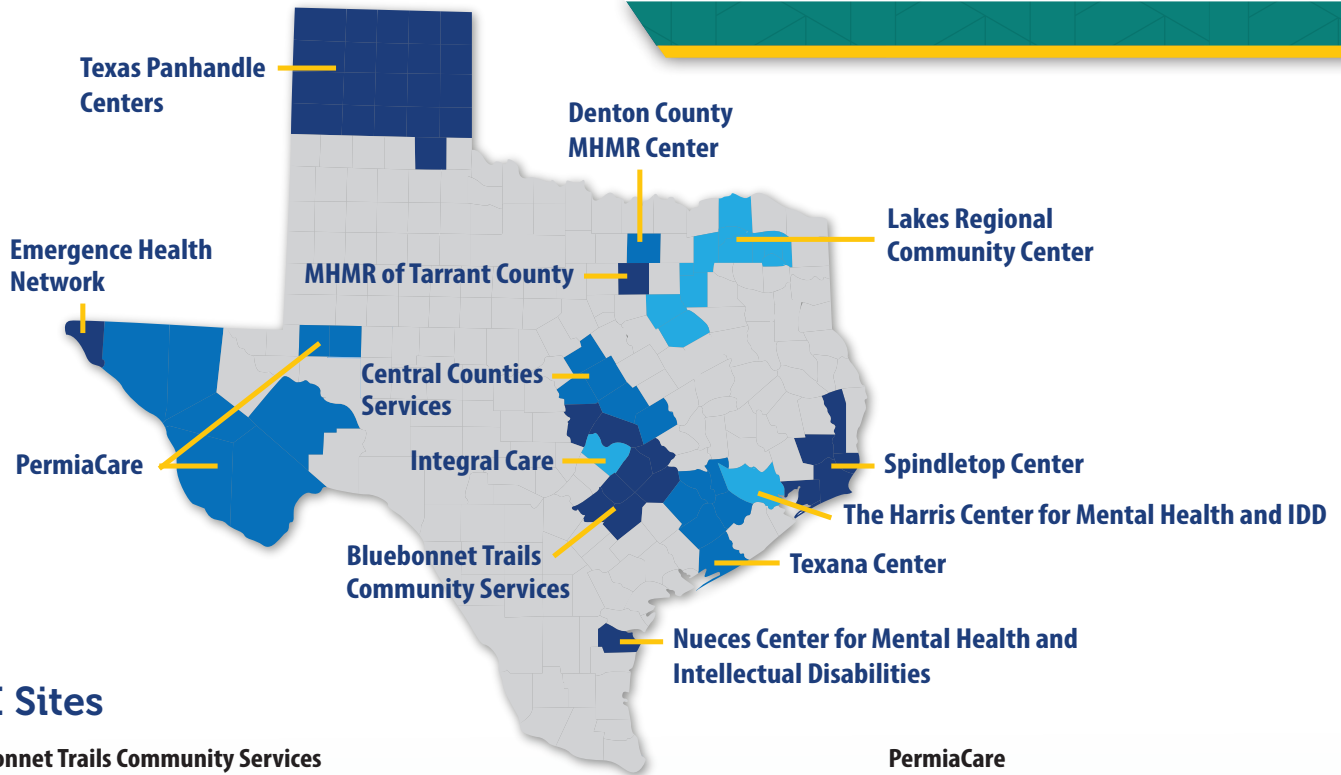 Texas Panhandle
Centers
Denton County
MHMR Center
Lakes Regional
Community Center
Emergence Health
Network
MHMR of Tarrant County
Central Counties
Services
PermiaCare
Integral Care
Spindletop Center
The Harris Center for Mental Health and IDD
Bluebonnet Trails
Community Services
Texana Center
Nueces Center for Mental Health and
Intellectual Disabilities
Sites
Trails Community Services
PermiaCare